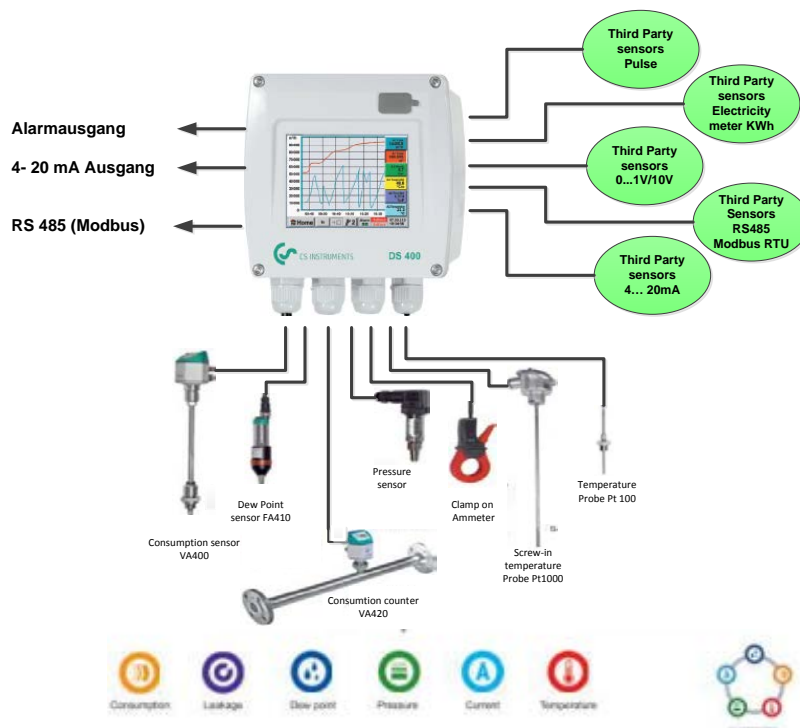 Third Party
sensors
Pulse
Third Party
sensors
Electricity
meter KWh
Alarmausgang
4- 20 mA Ausgang
Third Party
sensors
0...1V/10V
RS 485 (Modbus)
Third Party
Sensors
RS485
Modbus RTU
Home
CS INSTRUMENTS
DS 400
Third Party
sensors
4... 20mA
Pressure
sensor
Clamp on
Ammeter
Temperature
Probe Pt 100
Dew Point
sensor FA410
Consumption sensor
VA400
Screw-in
temperature
Probe Pt1000
Consumtion counter
VA420
Consumption
Leakage
Dew point
Pressure
Current
Temperature